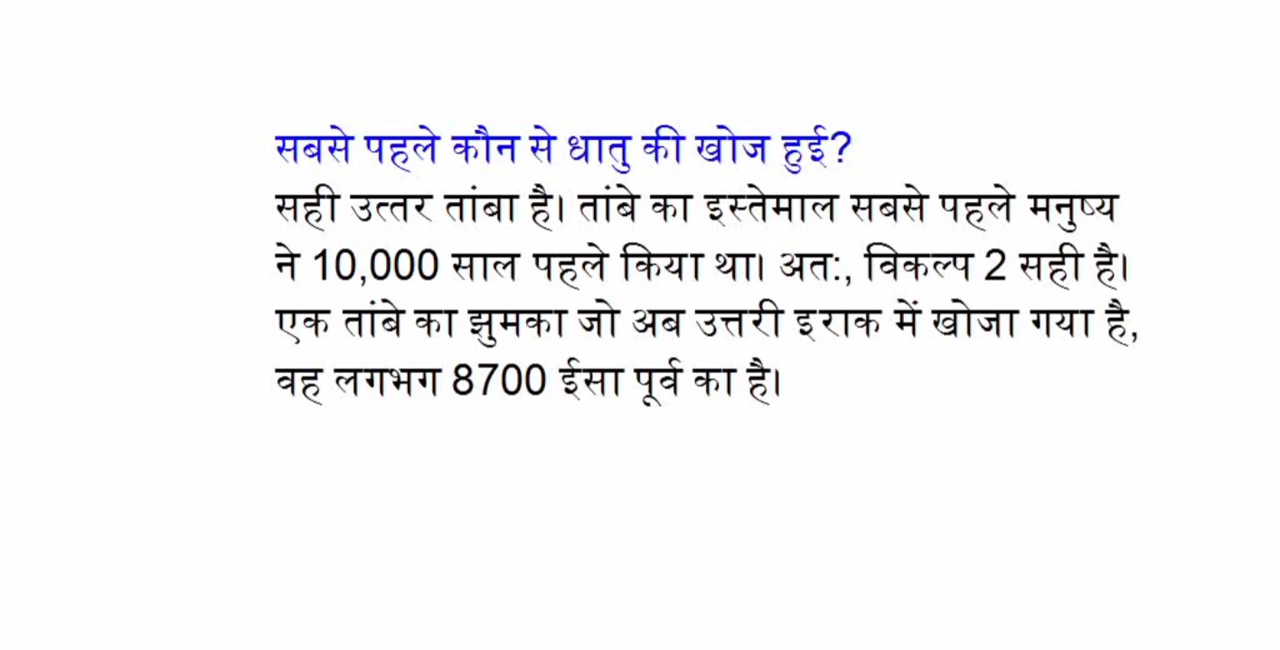 सबसे पहले कौन से धातु की खोज हुई?
सही उत्तर तांबा है। तांबे का इस्तेमाल सबसे पहले मनुष्य
ने 10,000 साल पहले किया था। अत:, विकल्प 2 सही है।
एक तांबे का झुमका जो अब उत्तरी इराक में खोजा गया है,
वह लगभग 8700 ईसा पूर्व का है।